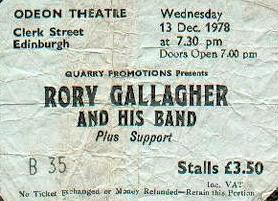 ODEON THEATRE
Clerk Street
Edinburgh
Wednesday
13 Dec. 1978
at 7.30 pm
Doors Open 7.00 pm
QUARRY PROMOTIONS Presents
RORY GALLAGHER
AND HIS BAND
Plus Support
B 35
Stalls £3.50
Inc. VAT
No Ticket Exchanged or Money Refunded—Retain this Portion